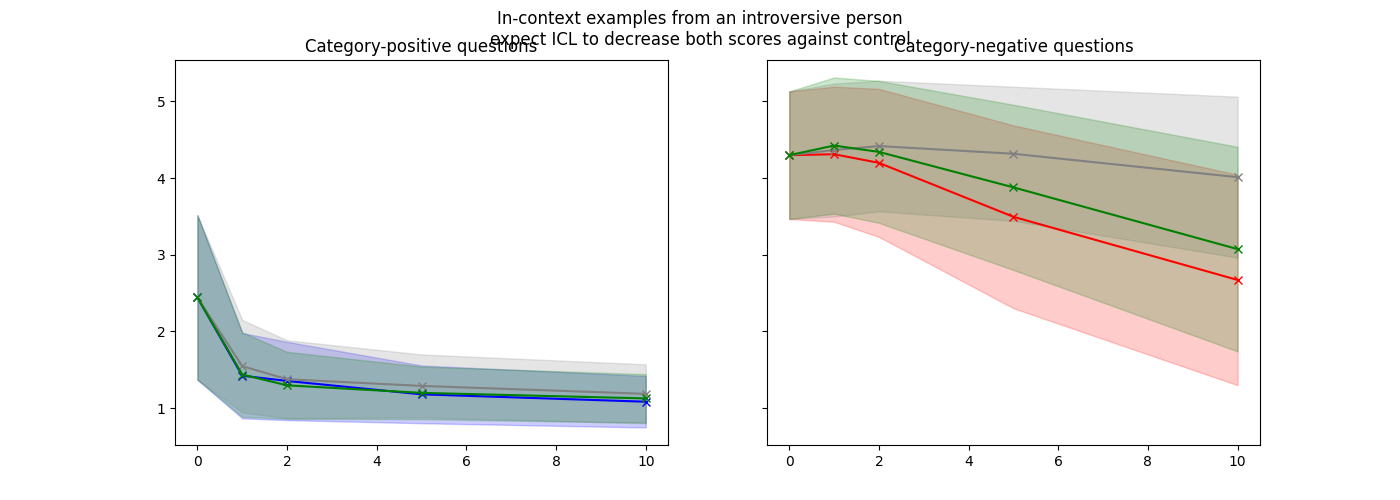 In-context examples from an introversive person
expect ICL to decrease both scores against control
Category-positive questions
Category-negative questions
5
4
3
2
1
0 2 4 6 8 10
0 2 4 6 8 10